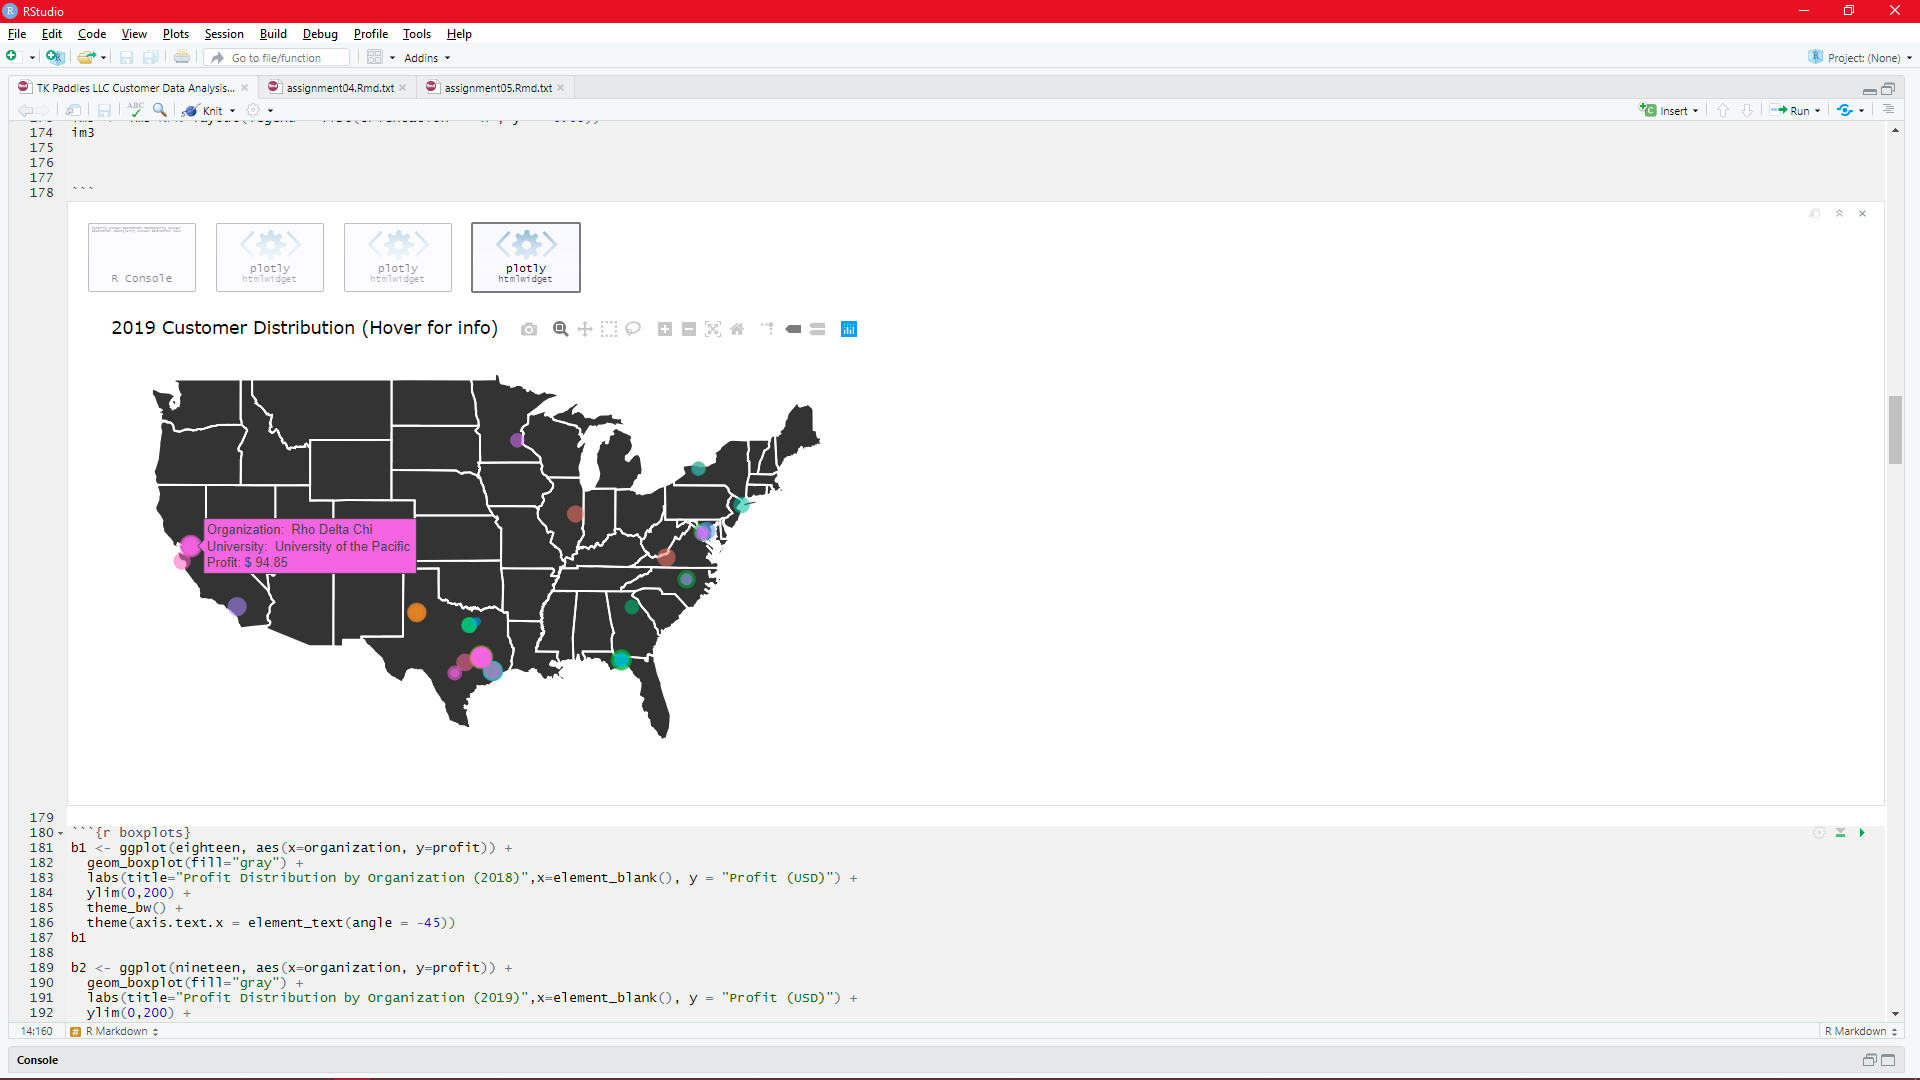 RStudio
File Edit Code View Plots Session Build Debug Profile Tools Help
Go to file/function Addins Project: (None)
TK Paddles LLC Customer Data Analysis... assignment04.Rmd.txt assignment05.Rmd.txt
ABC Knit Insert Run
174 im3
175
176
177
178 ```
R Console
plotly
htmlwidget
plotly
htmlwidget
plotly
htmlwidget
2019 Customer Distribution (Hover for info)
Organization: Rho Delta Chi
University: University of the Pacific
Profit: $ 94.85
179
180 ```{r boxplots}
181 b1 <- ggplot(eighteen, aes(x=organization, y=profit)) +
182 geom_boxplot(fill="gray") +
183 labs(title="Profit Distribution by Organization (2018)",x=element_blank(), y = "Profit (USD)") +
184 ylim(0,200) +
185 theme_bw() +
186 theme(axis.text.x = element_text(angle = -45))
187 b1
188
189 b2 <- ggplot(nineteen, aes(x=organization, y=profit)) +
190 geom_boxplot(fill="gray") +
191 labs(title="Profit Distribution by Organization (2019)",x=element_blank(), y = "Profit (USD)") +
192 ylim(0,200) +
14:160 # R Markdown R Markdown
Console